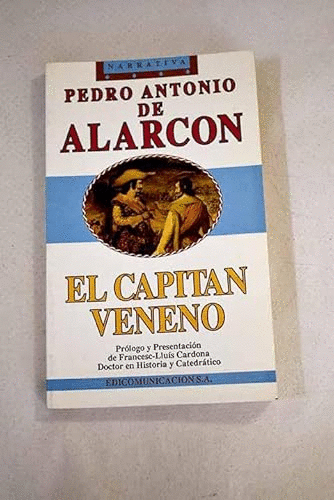 NARRATIVA
PEDRO ANTONIO
DE
ALARCON
EL CAPITAN
VENENO
Prólogo y Presentación
de Francesc-Lluís Cardona
Doctor en Historia y Catedrático
EDICOMUNICACION S.A.